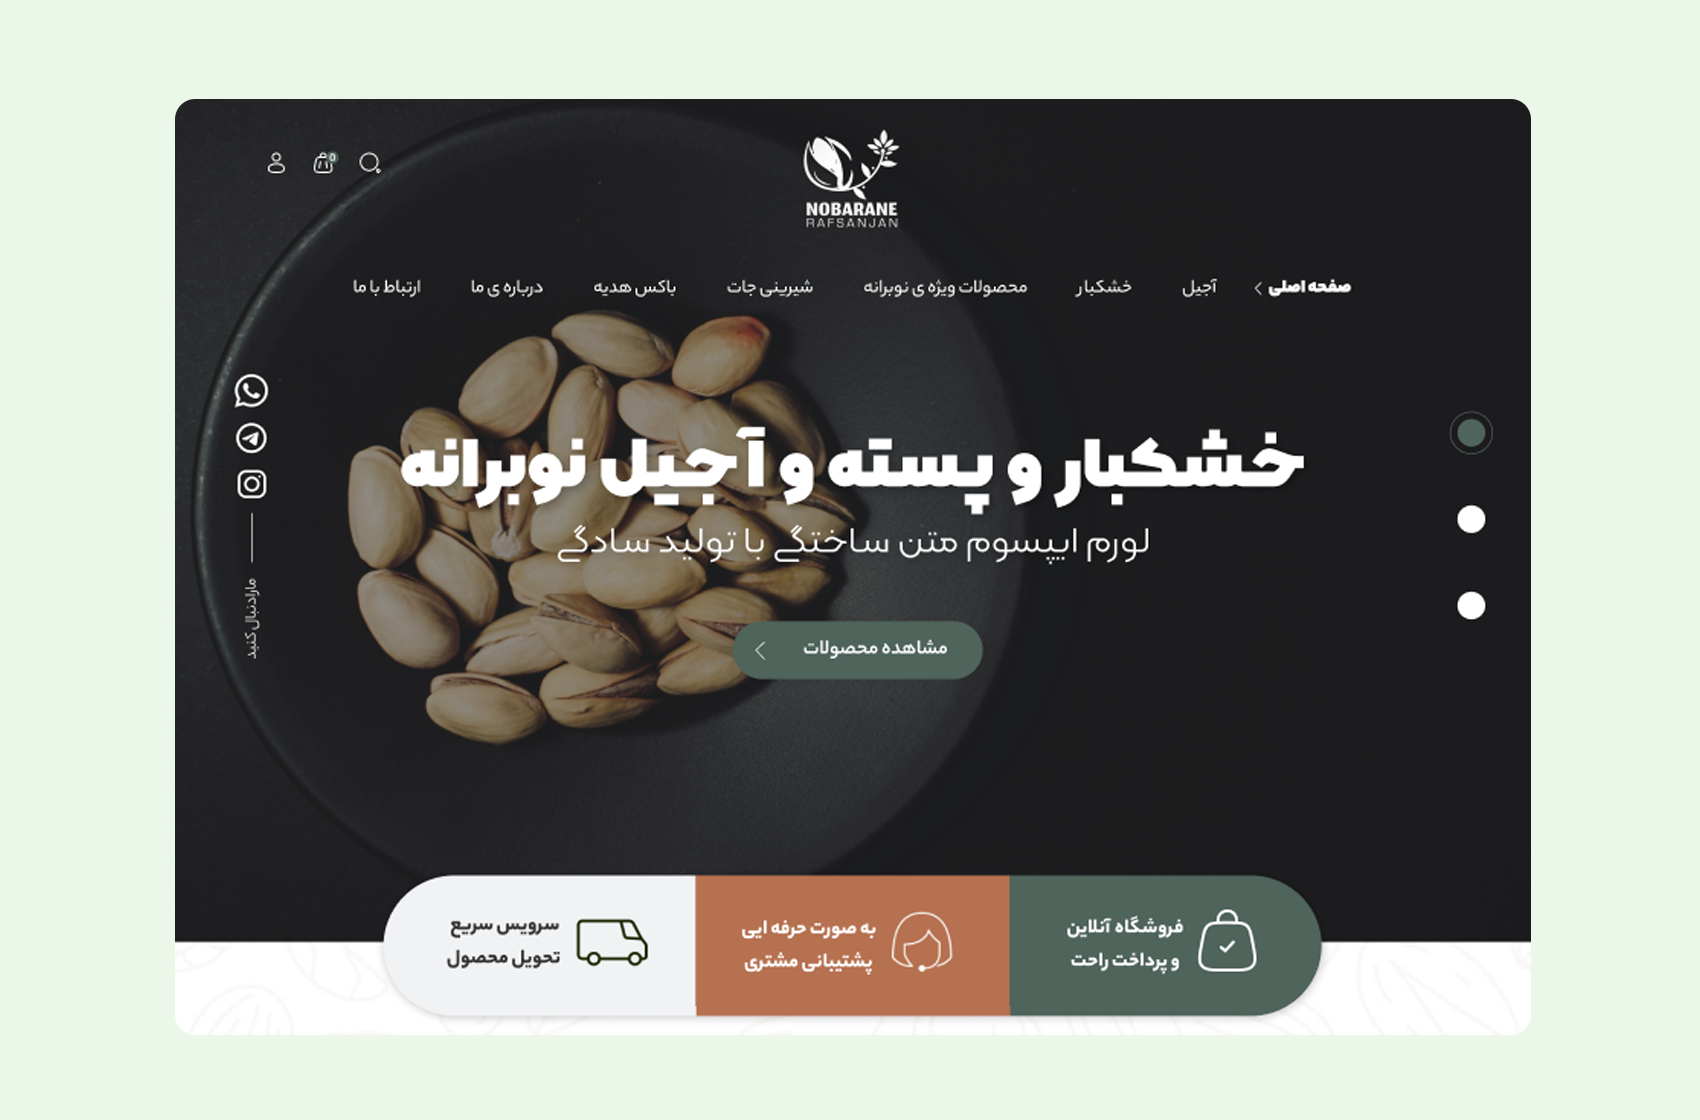 0
NOBARANE
RAFSANJAN
صفحه اصلی
آجیل
خشکبار
محصولات ویژه ی نوبرانه
شیرینی جات
باکس هدیه
درباره ی ما
ارتباط با ما
خشکبار و پسته و آجیل نوبرانه
لورم ایپسوم متن ساختگی با تولید سادگی
مشاهده محصولات
مارادنبال کنید
فروشگاه آنلاین
و پرداخت راحت
به صورت حرفه ایی
پشتیبانی مشتری
سرویس سریع
تحویل محصول